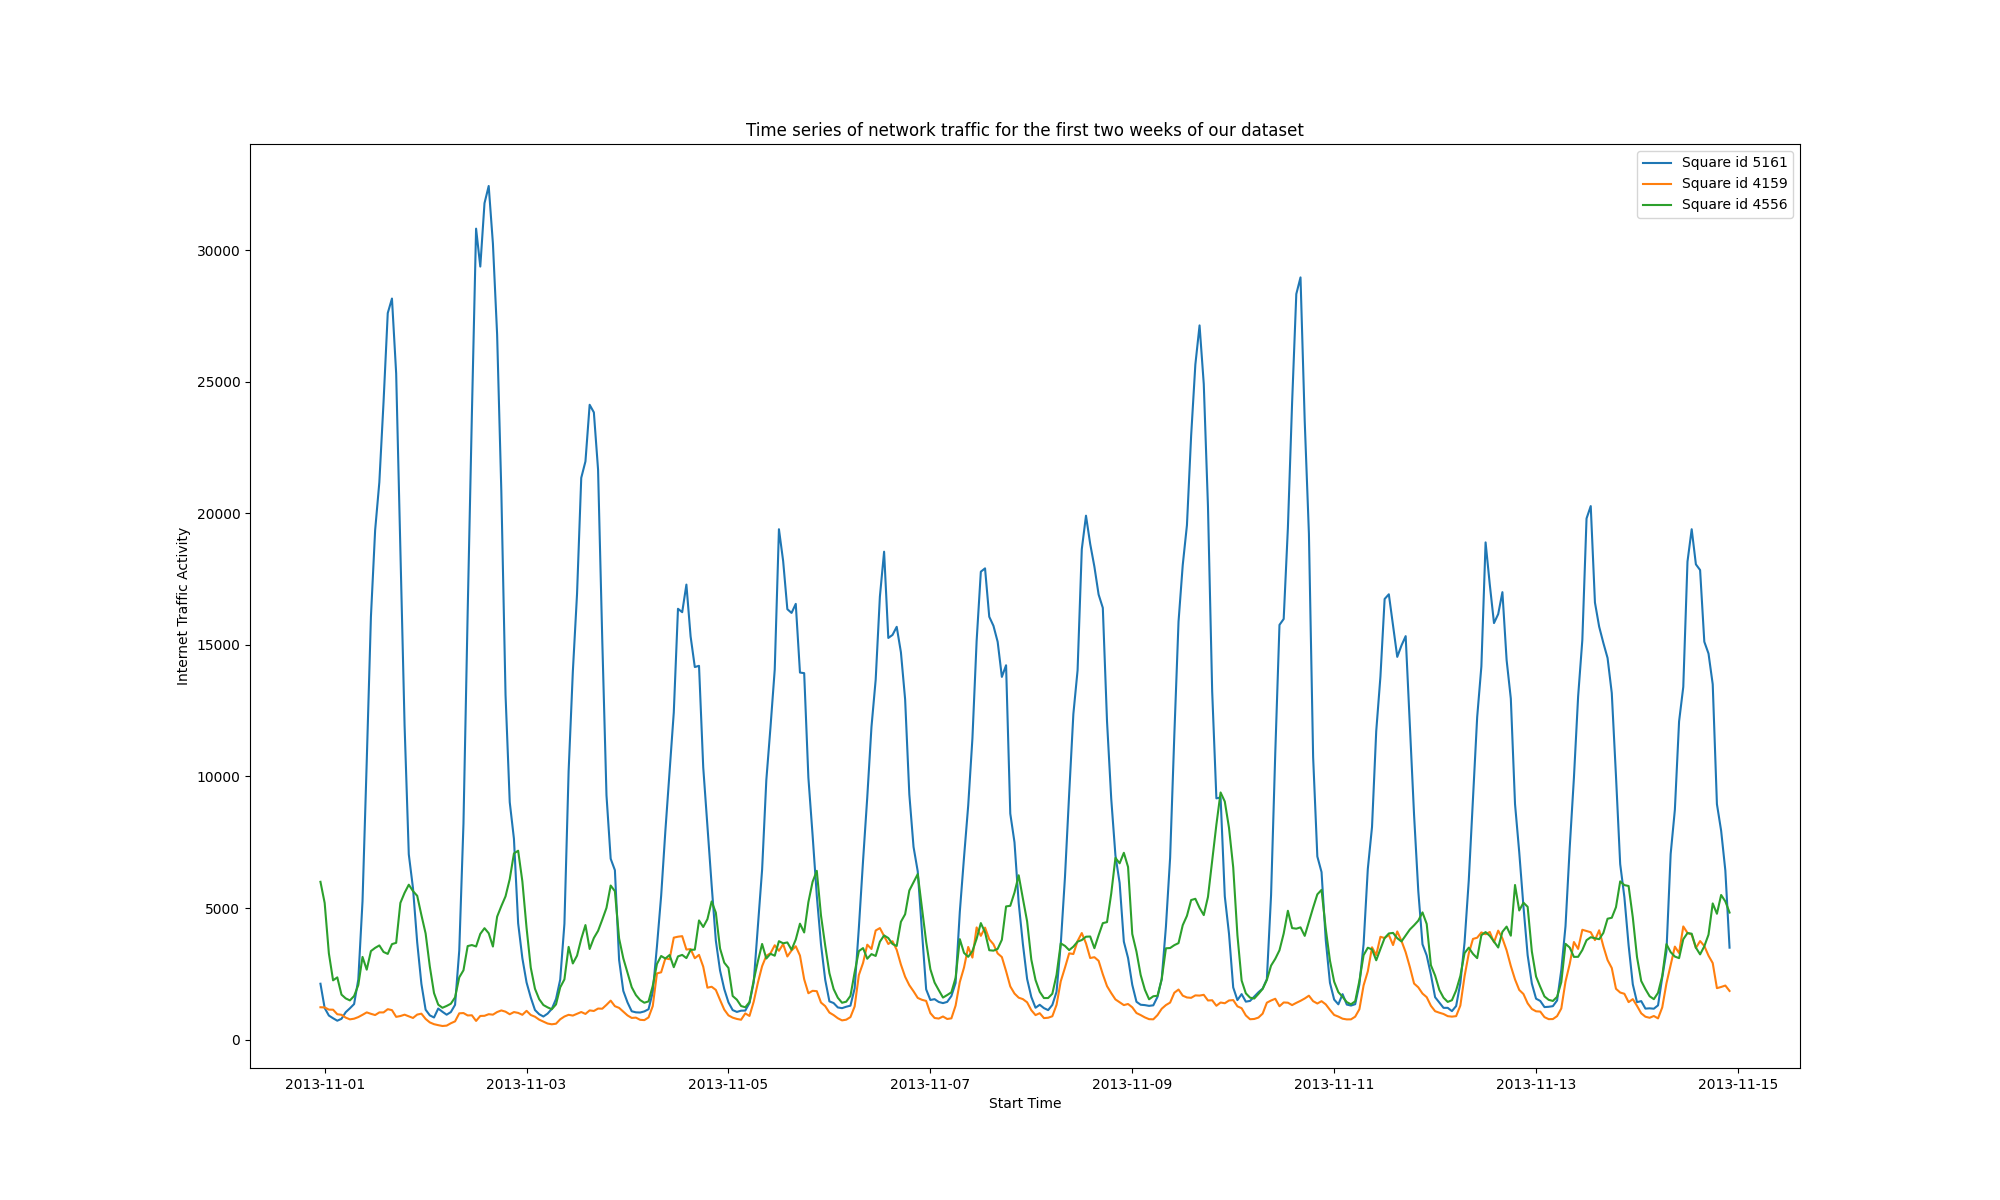 Time series of network traffic for the first two weeks of our dataset
Square id 5161
Square id 4159
Square id 4556
Internet Traffic Activity
30000
25000
20000
15000
10000
5000
0
2013-11-01
2013-11-03
2013-11-05
2013-11-07
2013-11-09
2013-11-11
2013-11-13
2013-11-15
Start Time